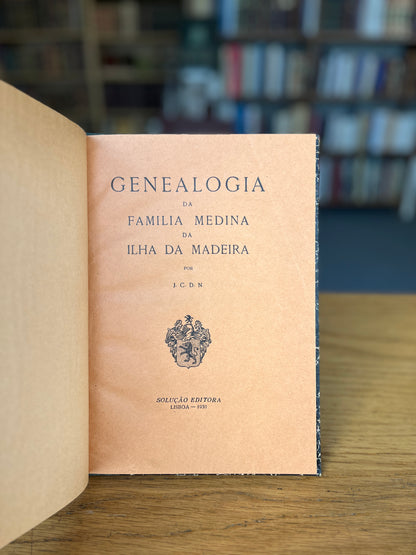 GENEALOGIA
DA
FAMILIA MEDINA
DA
ILHA DA MADEIRA
POR
J. C. D. N.
SOLUÇÃO EDITORA
LISBOA — 1930